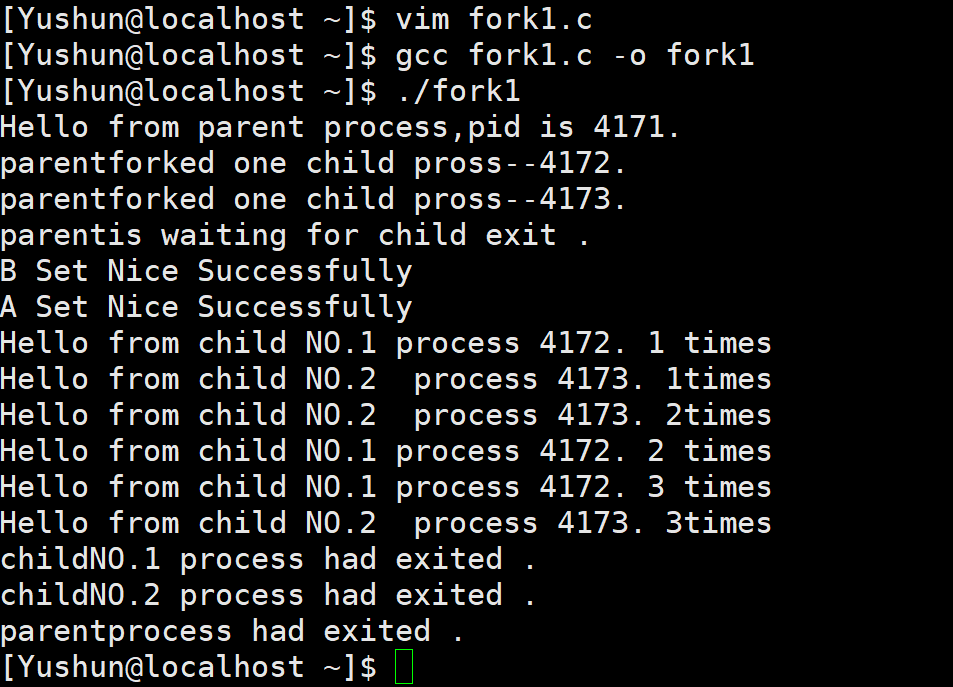 [Yushun@localhost ~]$ vim fork1.c
[Yushun@localhost ~]$ gcc fork1.c -o fork1
[Yushun@localhost ~]$ ./fork1
Hello from parent process,pid is 4171.
parentforked one child pross--4172.
parentforked one child pross--4173.
parentis waiting for child exit .
B Set Nice Successfully
A Set Nice Successfully
Hello from child NO.1 process 4172. 1 times
Hello from child NO.2  process 4173. 1times
Hello from child NO.2  process 4173. 2times
Hello from child NO.1 process 4172. 2 times
Hello from child NO.1 process 4172. 3 times
Hello from child NO.2  process 4173. 3times
childNO.1 process had exited .
childNO.2 process had exited .
parentprocess had exited .
[Yushun@localhost ~]$